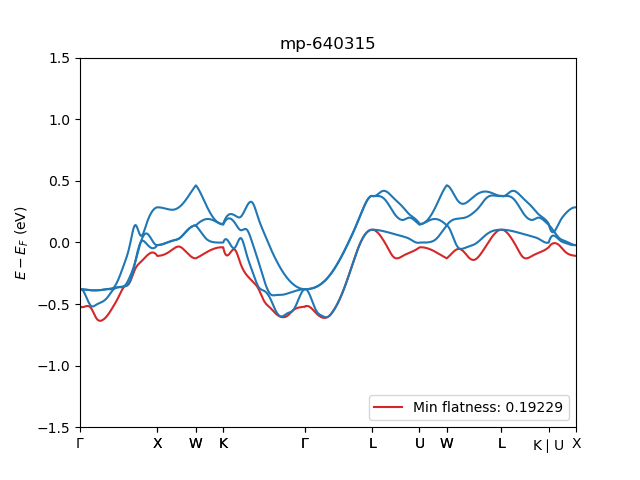 mp-640315
E − E_F (eV)
1.5
1.0
0.5
0.0
−0.5
−1.0
−1.5
Min flatness: 0.19229
Γ X W K Γ L U W L K | U X